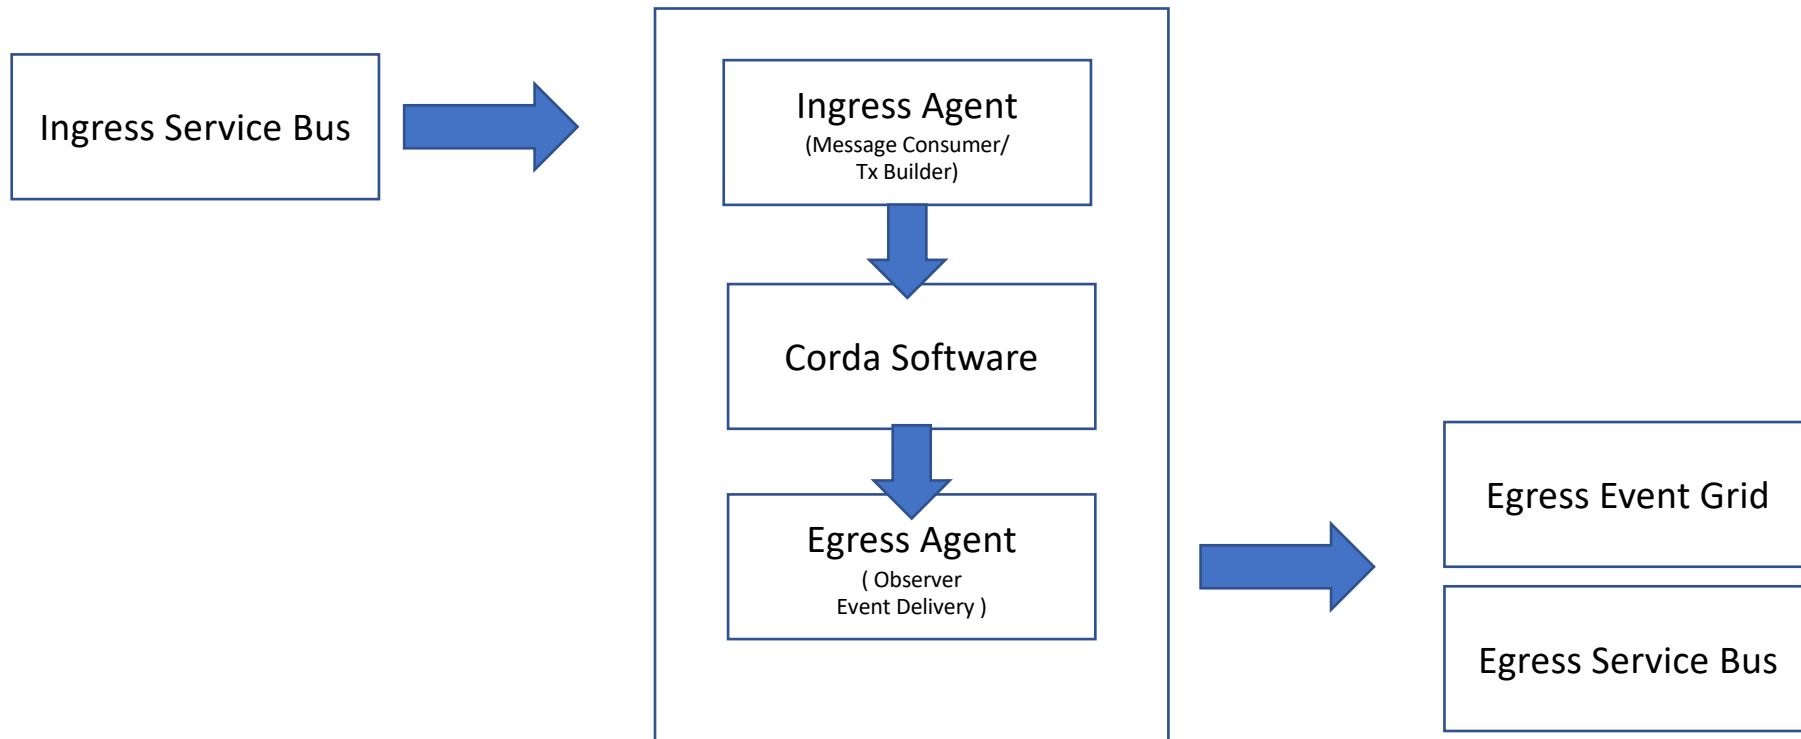 Ingress Service Bus
Ingress Agent
(Message Consumer/
Tx Builder)
Corda Software
Egress Agent
( Observer
Event Delivery )
Egress Event Grid
Egress Service Bus